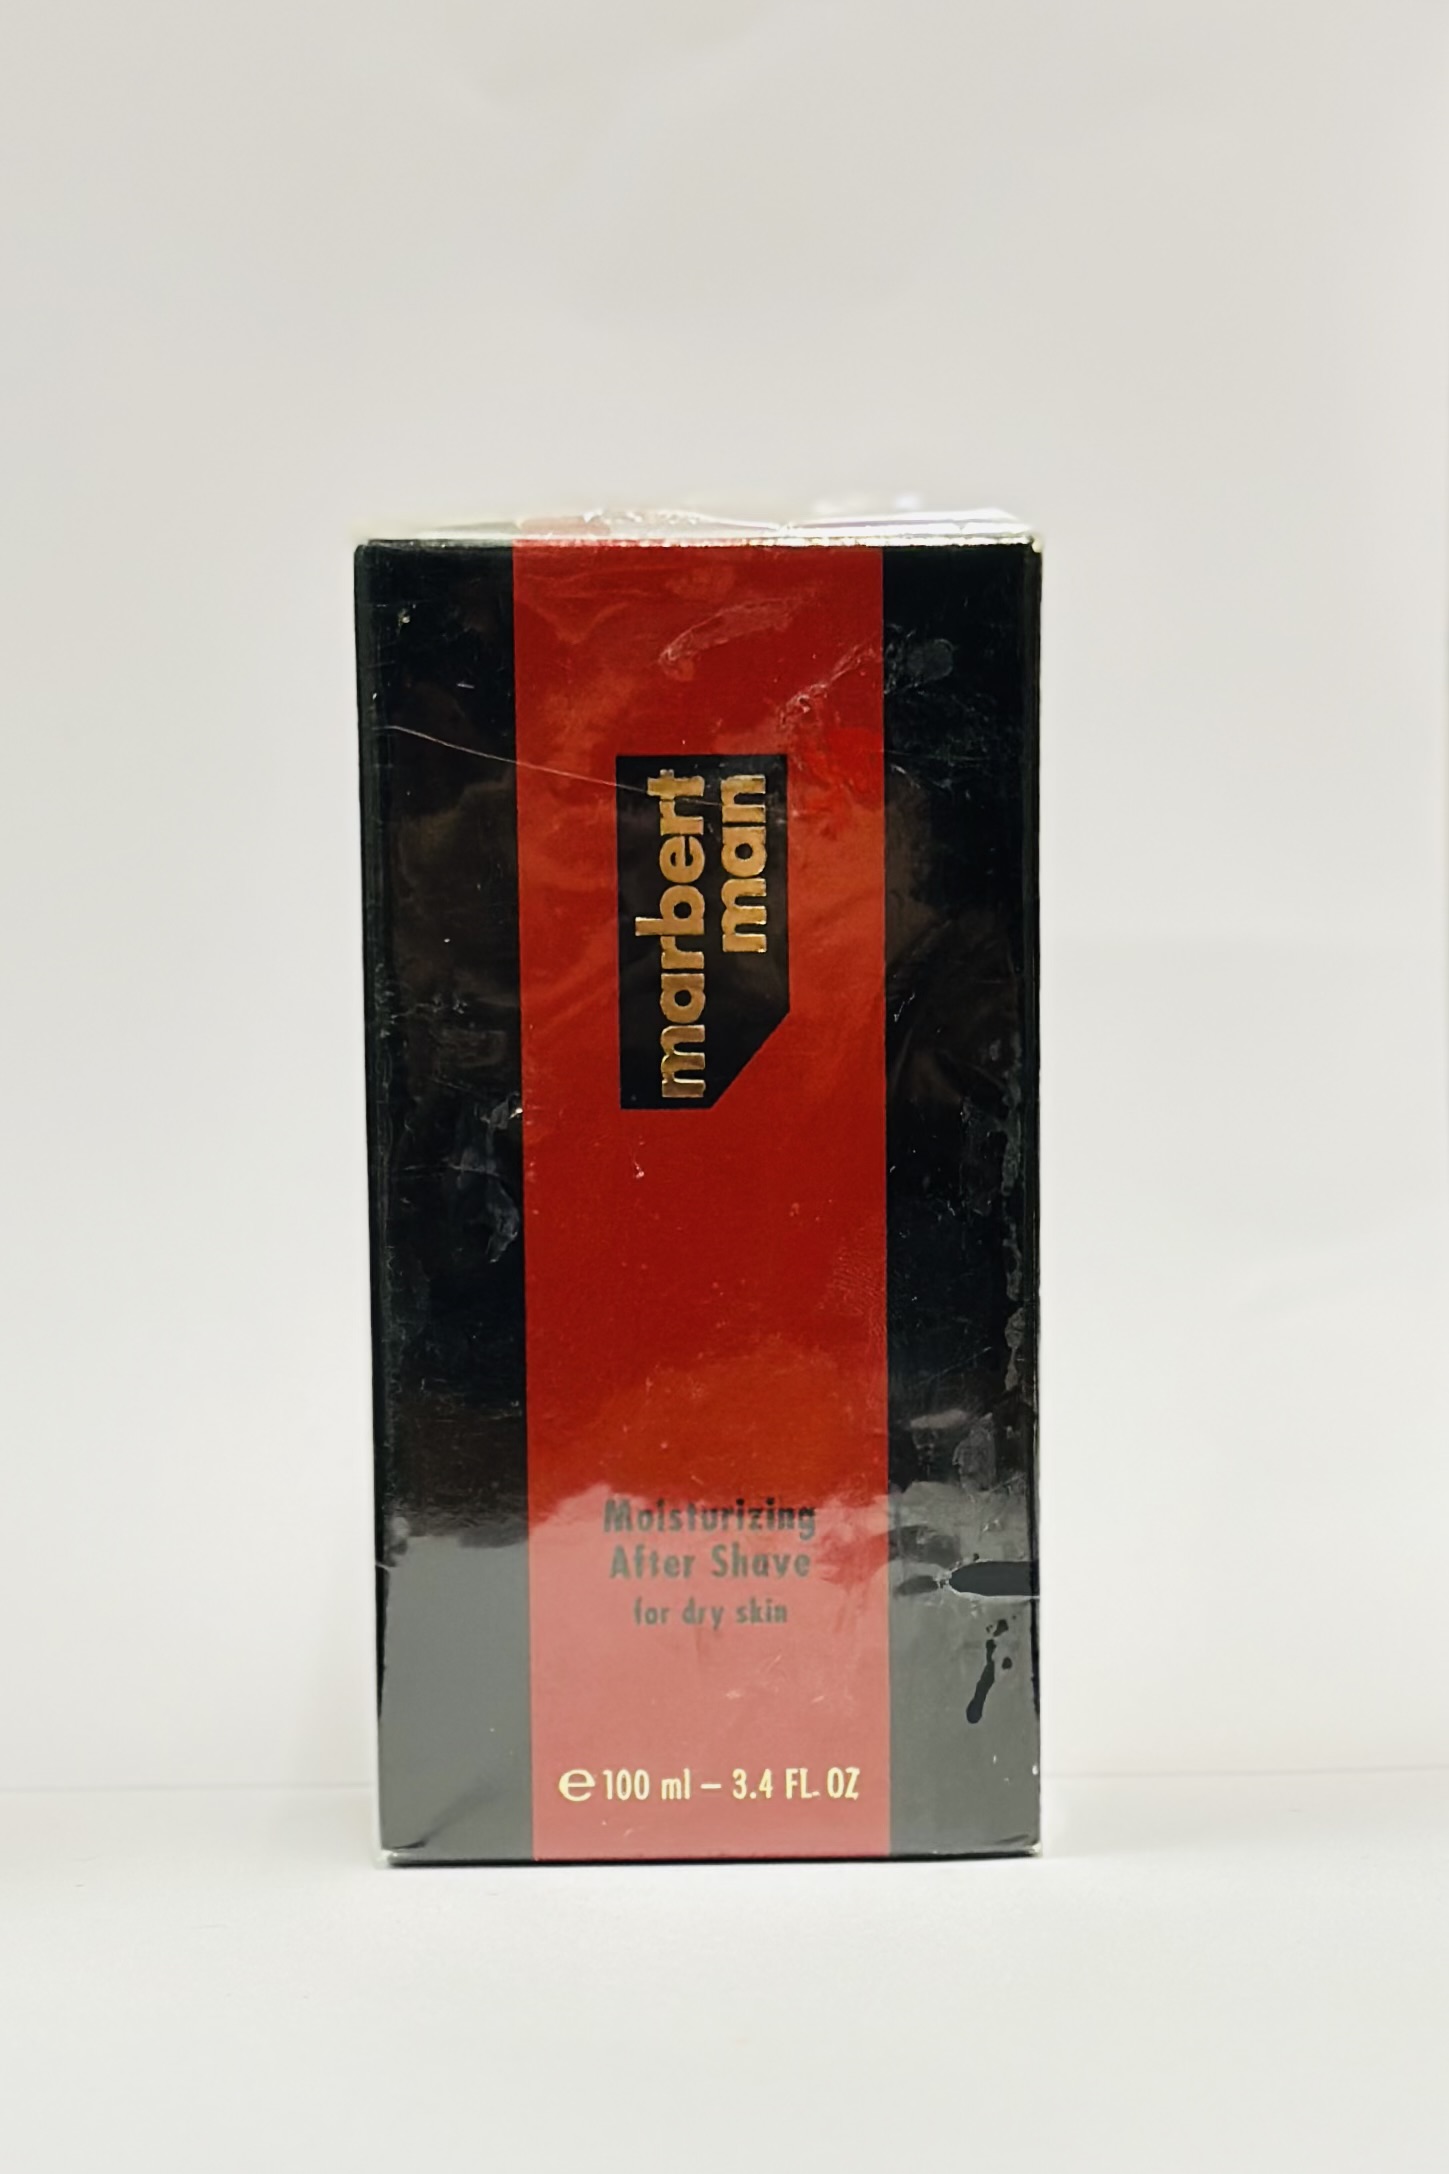 marbert
man
Moisturizing
After Shave
for dry skin
℮ 100 ml – 3.4 FL. OZ